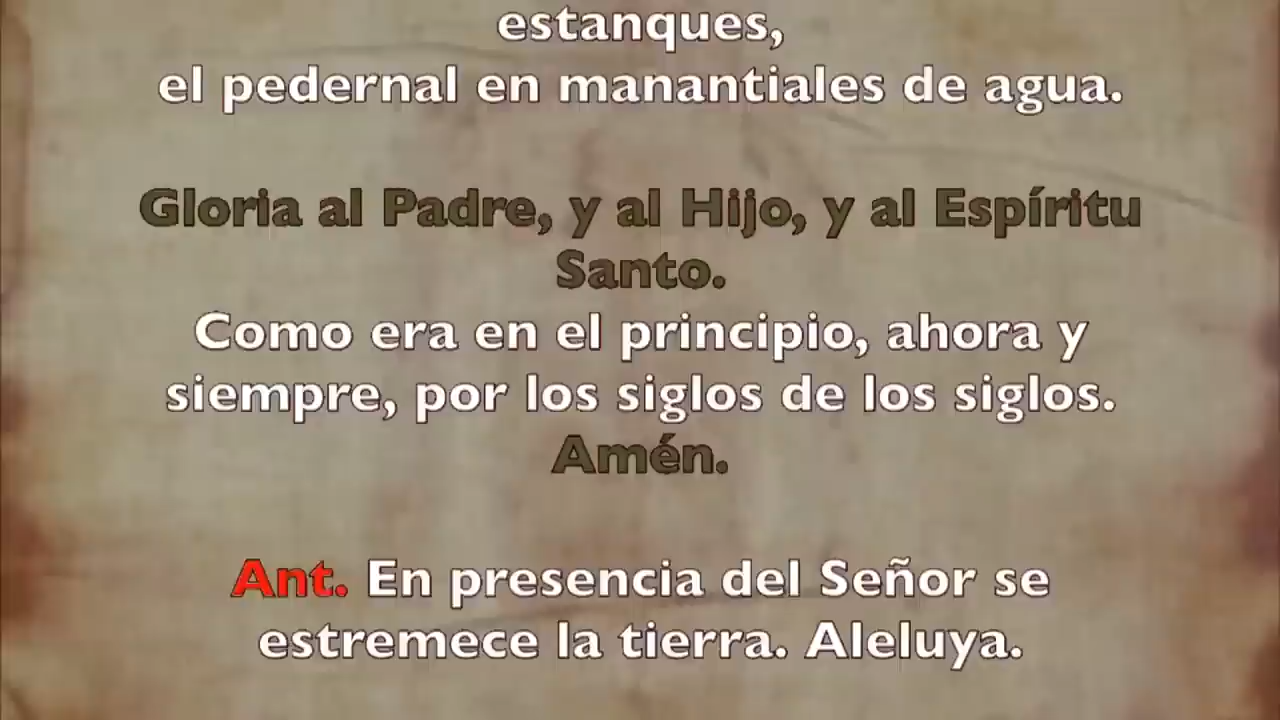 estanques,
el pedernal en manantiales de agua.
Gloria al Padre, y al Hijo, y al Espíritu
Santo.
Como era en el principio, ahora y
siempre, por los siglos de los siglos.
Amén.
Ant. En presencia del Señor se
estremece la tierra. Aleluya.